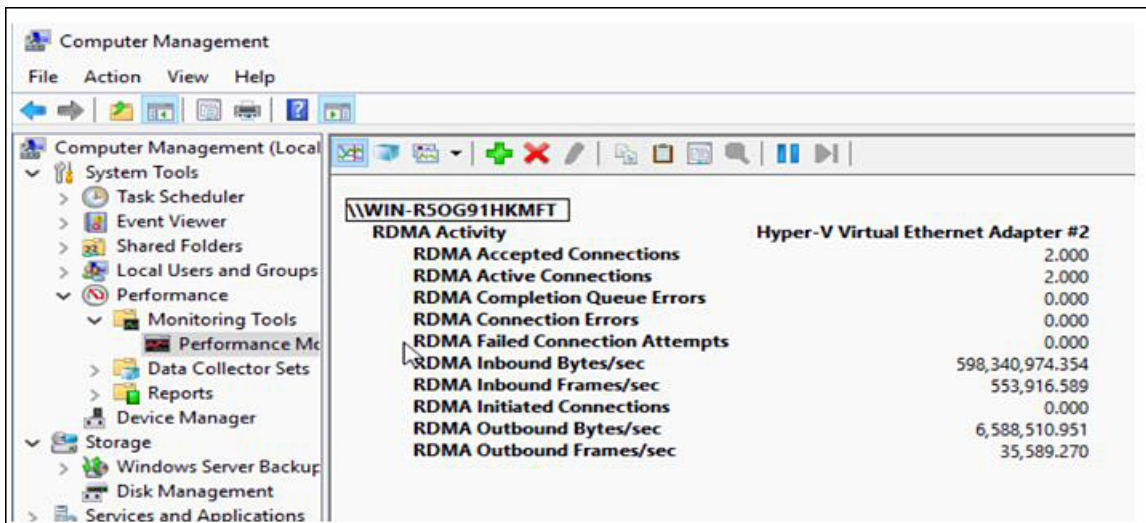 Computer Management
File Action View Help
Computer Management (Local
System Tools
Task Scheduler
Event Viewer
Shared Folders
Local Users and Groups
Performance
Monitoring Tools
Performance Mc
Data Collector Sets
Reports
Device Manager
Storage
Windows Server Backup
Disk Management
Services and Applications
\\WIN-R5OG91HKMFT
RDMA Activity Hyper-V Virtual Ethernet Adapter #2
RDMA Accepted Connections 2.000
RDMA Active Connections 2.000
RDMA Completion Queue Errors 0.000
RDMA Connection Errors 0.000
RDMA Failed Connection Attempts 0.000
RDMA Inbound Bytes/sec 598,340,974.354
RDMA Inbound Frames/sec 553,916.589
RDMA Initiated Connections 0.000
RDMA Outbound Bytes/sec 6,588,510.951
RDMA Outbound Frames/sec 35,589.270